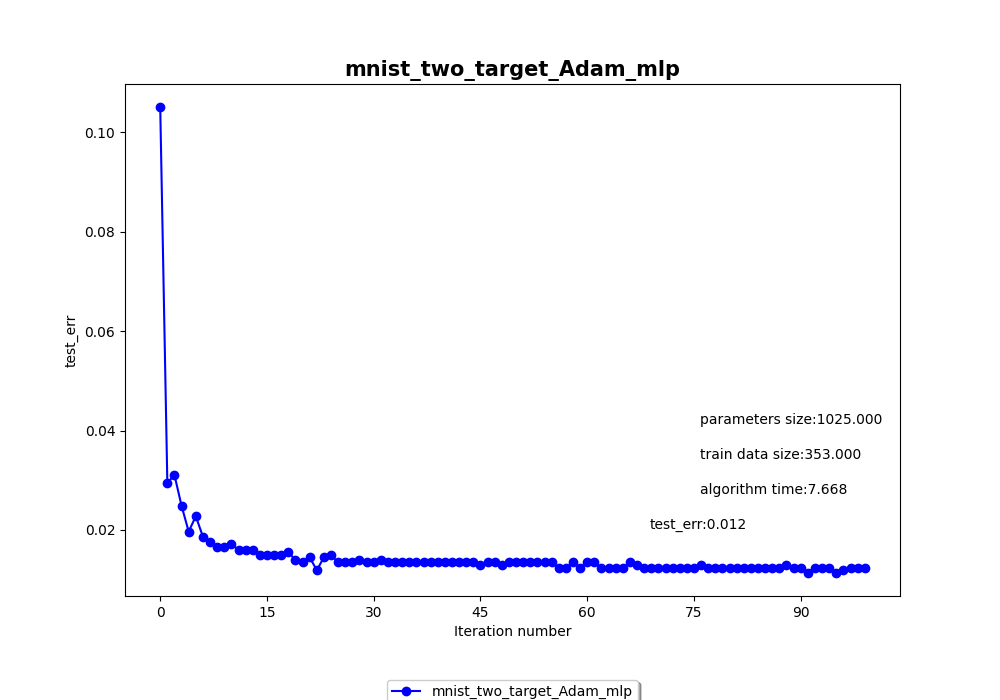 mnist_two_target_Adam_mlp
0.10
0.08
0.06
0.04
0.02
test_err
parameters size:1025.000
train data size:353.000
algorithm time:7.668
test_err:0.012
0 15 30 45 60 75 90
Iteration number
mnist_two_target_Adam_mlp